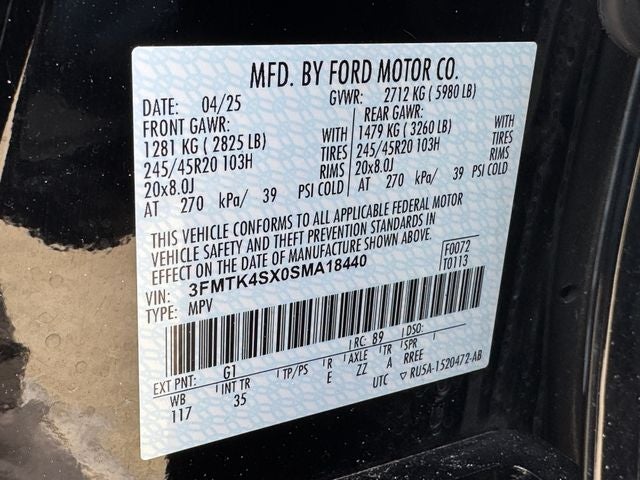 MFD. BY FORD MOTOR CO.
DATE: 04/25 GVWR: 2712 KG ( 5980 LB)
FRONT GAWR: REAR GAWR:
1281 KG ( 2825 LB) WITH 1479 KG ( 3260 LB) WITH
245/45R20 103H TIRES 245/45R20 103H TIRES
20x8.0J RIMS 20x8.0J RIMS
AT 270 kPa/ 39 PSI COLD AT 270 kPa/ 39 PSI COLD
THIS VEHICLE CONFORMS TO ALL APPLICABLE FEDERAL MOTOR
VEHICLE SAFETY AND THEFT PREVENTION STANDARDS IN
EFFECT ON THE DATE OF MANUFACTURE SHOWN ABOVE.
VIN: 3FMTK4SX0SMA18440 F0072
TYPE: MPV T0113
EXT PNT: G1 RC: 89 DSO:
WB INT TR TP/PS R AXLE TR SPR
117 35 E ZZ A RREE
UTC RU5A-1520472-AB